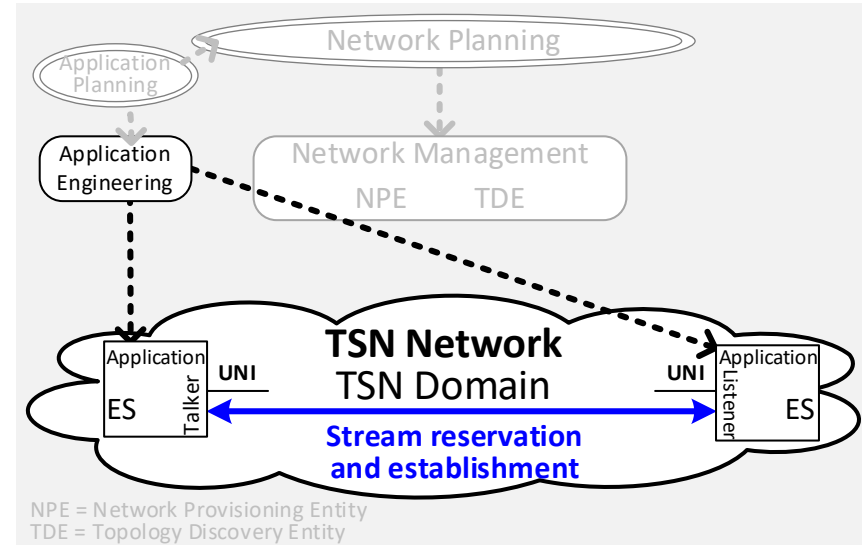 Network Planning
Application
Planning
Application
Engineering
Network Management
NPE TDE
TSN Network
TSN Domain
Application
ES
Talker
UNI
UNI
Application
Listener
ES
Stream reservation
and establishment
NPE = Network Provisioning Entity
TDE = Topology Discovery Entity